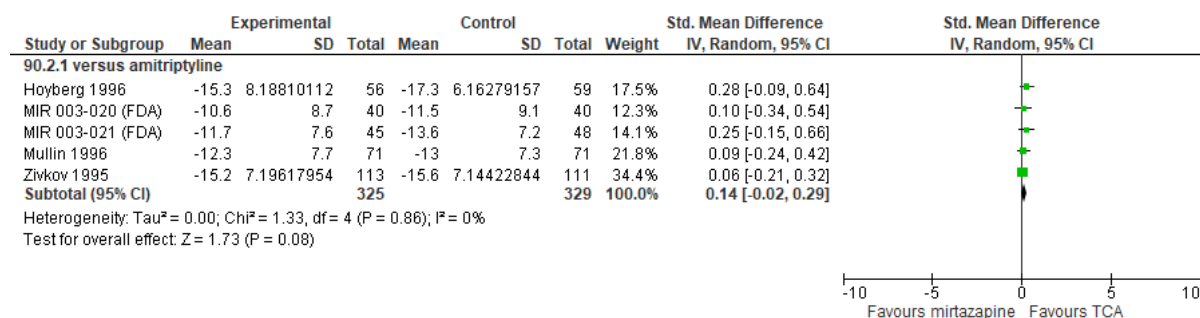 Experimental Control Std. Mean Difference Std. Mean Difference
Study or Subgroup Mean SD Total Mean SD Total Weight IV, Random, 95% CI IV, Random, 95% CI
90.2.1 versus amitriptyline
Hoyberg 1996 -15.3 8.18810112 56 -17.3 6.16279157 59 17.5% 0.28 [-0.09, 0.64]
MIR 003-020 (FDA) -10.6 8.7 40 -11.5 9.1 40 12.3% 0.10 [-0.34, 0.54]
MIR 003-021 (FDA) -11.7 7.6 45 -13.6 7.2 48 14.1% 0.25 [-0.15, 0.66]
Mullin 1996 -12.3 7.7 71 -13 7.3 71 21.8% 0.09 [-0.24, 0.42]
Zivkov 1995 -15.2 7.19617954 113 -15.6 7.14422844 111 34.4% 0.06 [-0.21, 0.32]
Subtotal (95% CI) 325 329 100.0% 0.14 [-0.02, 0.29]
Heterogeneity: Tau² = 0.00; Chi² = 1.33, df = 4 (P = 0.86); I² = 0%
Test for overall effect: Z = 1.73 (P = 0.08)
-10 -5 0 5 10
Favours mirtazapine Favours TCA